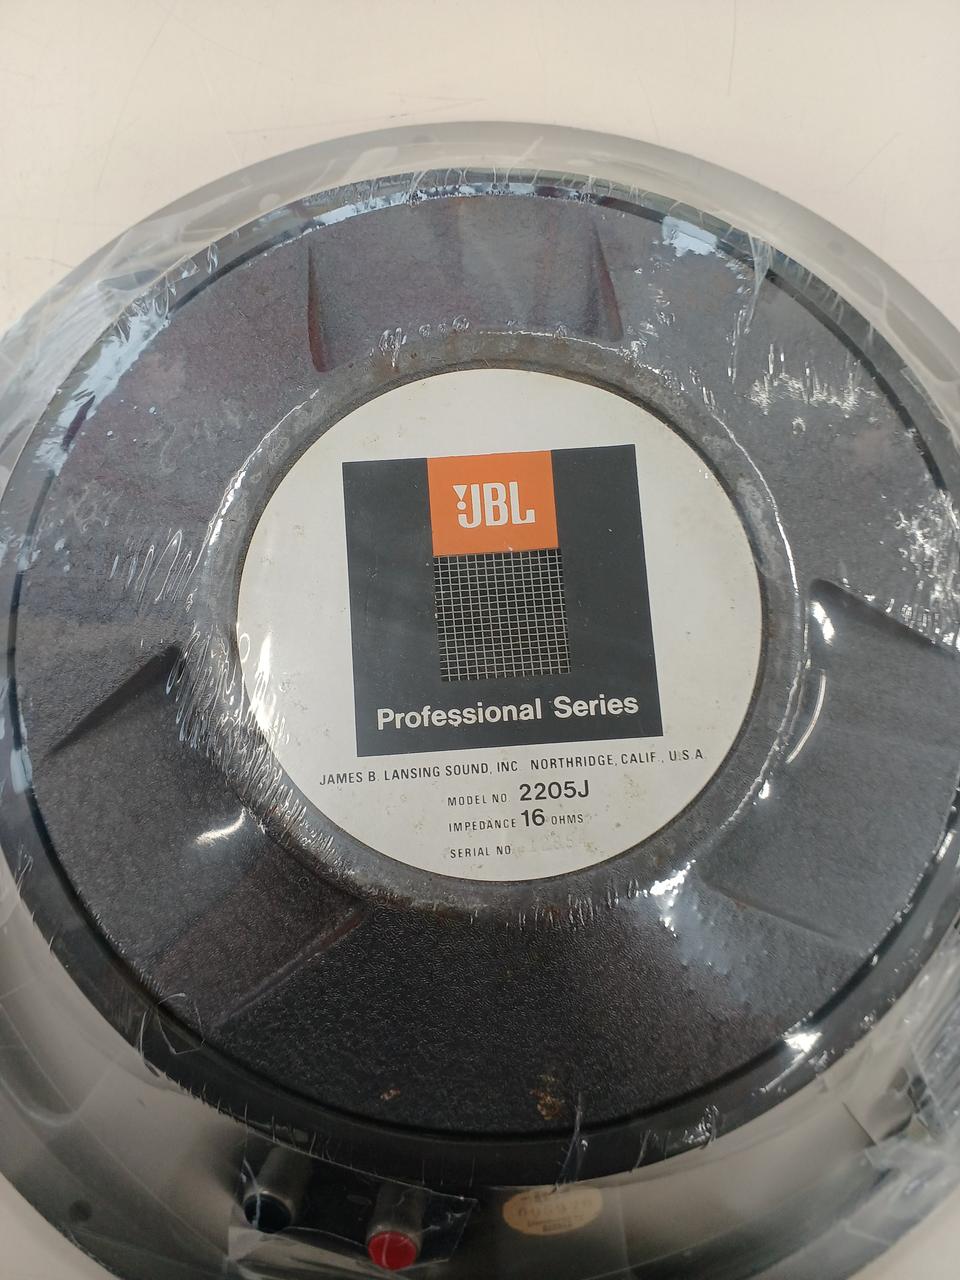 JBL
Professional Series
JAMES B. LANSING SOUND, INC. NORTHRIDGE, CALIF., U.S.A.
MODEL NO. 2205J
IMPEDANCE 16 OHMS
SERIAL NO.